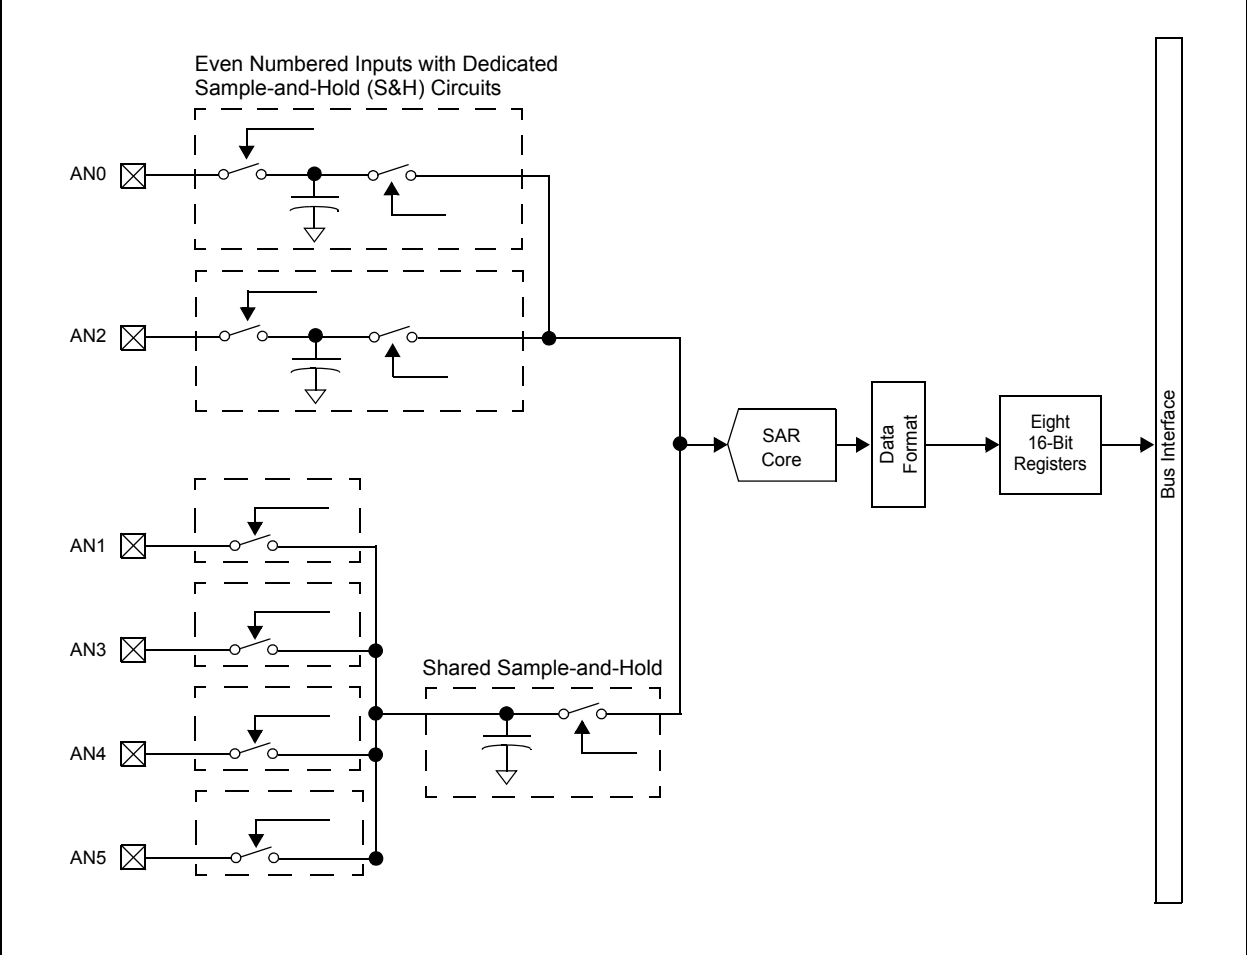 Even Numbered Inputs with Dedicated
Sample-and-Hold (S&H) Circuits
AN0
AN2
SAR
Core
Data
Format
Eight
16-Bit
Registers
Bus Interface
AN1
AN3
Shared Sample-and-Hold
AN4
AN5